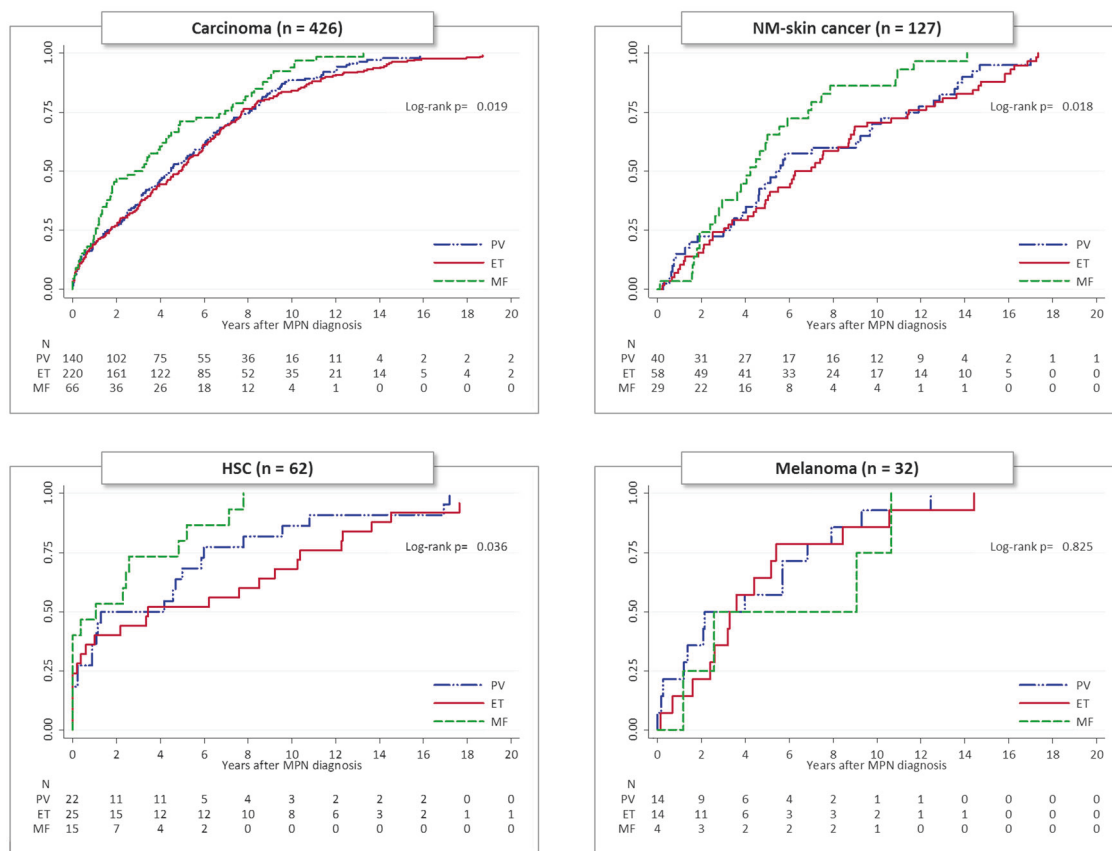 Carcinoma (n = 426)
1.00
0.75
0.50
0.25
0.00
Log-rank p= 0.019
PV
ET
MF
0 2 4 6 8 10 12 14 16 18 20
Years after MPN diagnosis
N
PV 140 102 75 55 36 16 11 4 2 2 2
ET 220 161 122 85 52 35 21 14 5 4 2
MF 66 36 26 18 12 4 1 0 0 0 0
NM-skin cancer (n = 127)
1.00
0.75
0.50
0.25
0.00
Log-rank p= 0.018
PV
ET
MF
0 2 4 6 8 10 12 14 16 18 20
Years after MPN diagnosis
N
PV 40 31 27 17 16 12 9 4 2 1 1
ET 58 49 41 33 24 17 14 10 5 0 0
MF 29 22 16 8 4 4 1 1 0 0 0
HSC (n = 62)
1.00
0.75
0.50
0.25
0.00
Log-rank p= 0.036
PV
ET
MF
0 2 4 6 8 10 12 14 16 18 20
Years after MPN diagnosis
N
PV 22 11 11 5 4 3 2 2 2 0 0
ET 25 15 12 12 10 8 6 3 2 1 1
MF 15 7 4 2 0 0 0 0 0 0 0
Melanoma (n = 32)
1.00
0.75
0.50
0.25
0.00
Log-rank p= 0.825
PV
ET
MF
0 2 4 6 8 10 12 14 16 18 20
Years after MPN diagnosis
N
PV 14 9 6 4 2 1 1 0 0 0 0
ET 14 11 6 3 3 2 1 1 0 0 0
MF 4 3 2 2 2 1 0 0 0 0 0